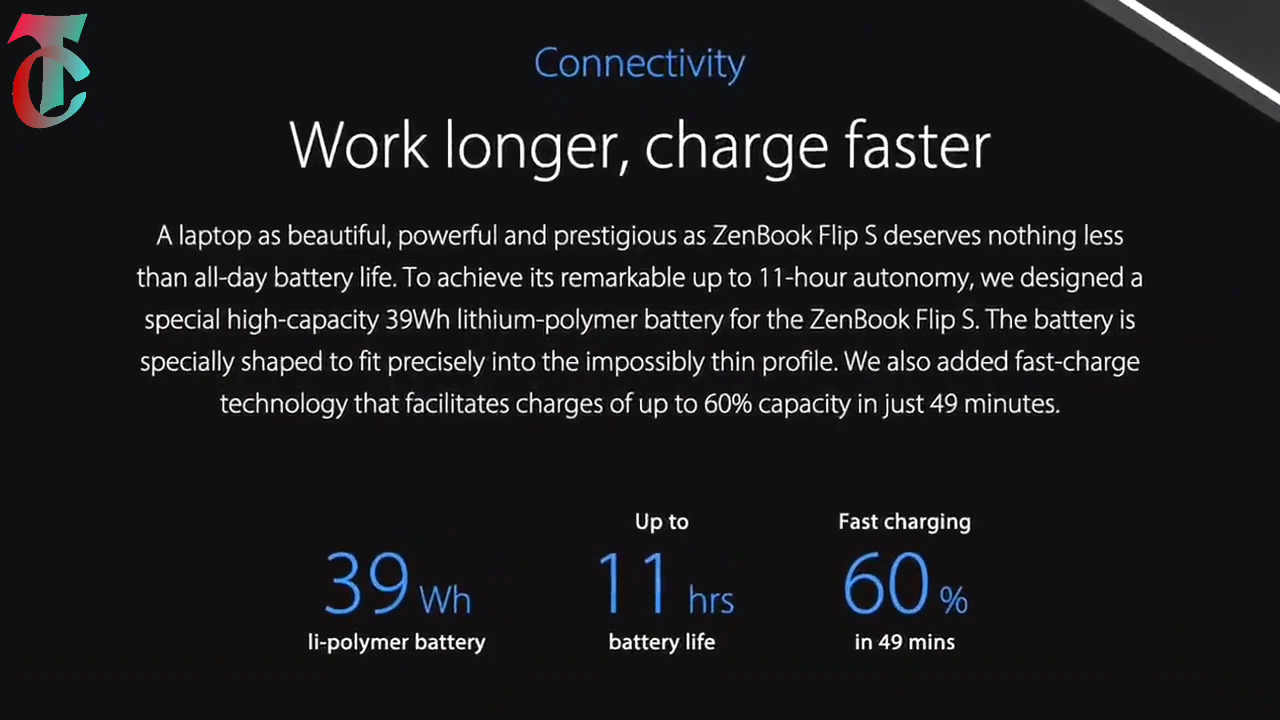 TC
Connectivity
Work longer, charge faster
A laptop as beautiful, powerful and prestigious as ZenBook Flip S deserves nothing less
than all-day battery life. To achieve its remarkable up to 11-hour autonomy, we designed a
special high-capacity 39Wh lithium-polymer battery for the ZenBook Flip S. The battery is
specially shaped to fit precisely into the impossibly thin profile. We also added fast-charge
technology that facilitates charges of up to 60% capacity in just 49 minutes.
39 Wh
li-polymer battery
Up to
11 hrs
battery life
Fast charging
60 %
in 49 mins